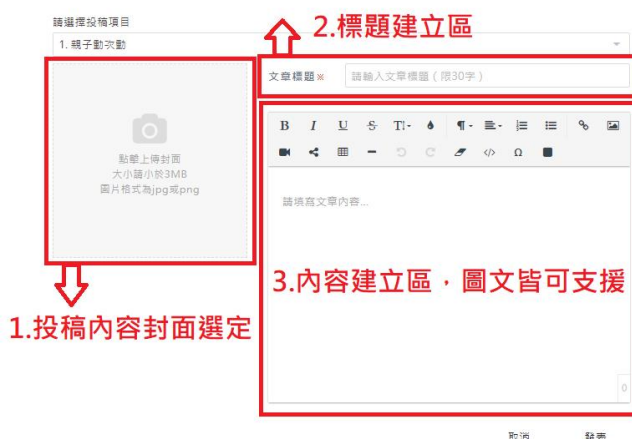 請選擇投稿項目
2.標題建立區
1. 親子動次動
文章標題※
請輸入文章標題（限30字）
點擊上傳封面
大小請小於3MB
圖片格式為jpg或png
B I U S T
Ω
請填寫文章內容...
3.內容建立區，圖文皆可支援
1.投稿內容封面選定
0
取消 發表